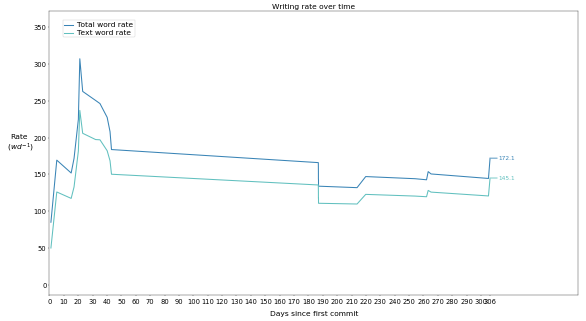 Writing rate over time
Total word rate
Text word rate
350
300
250
200
150
100
50
0
Rate
(wd⁻¹)
172.1
145.1
0 10 20 30 40 50 60 70 80 90 100 110 120 130 140 150 160 170 180 190 200 210 220 230 240 250 260 270 280 290 300 306
Days since first commit